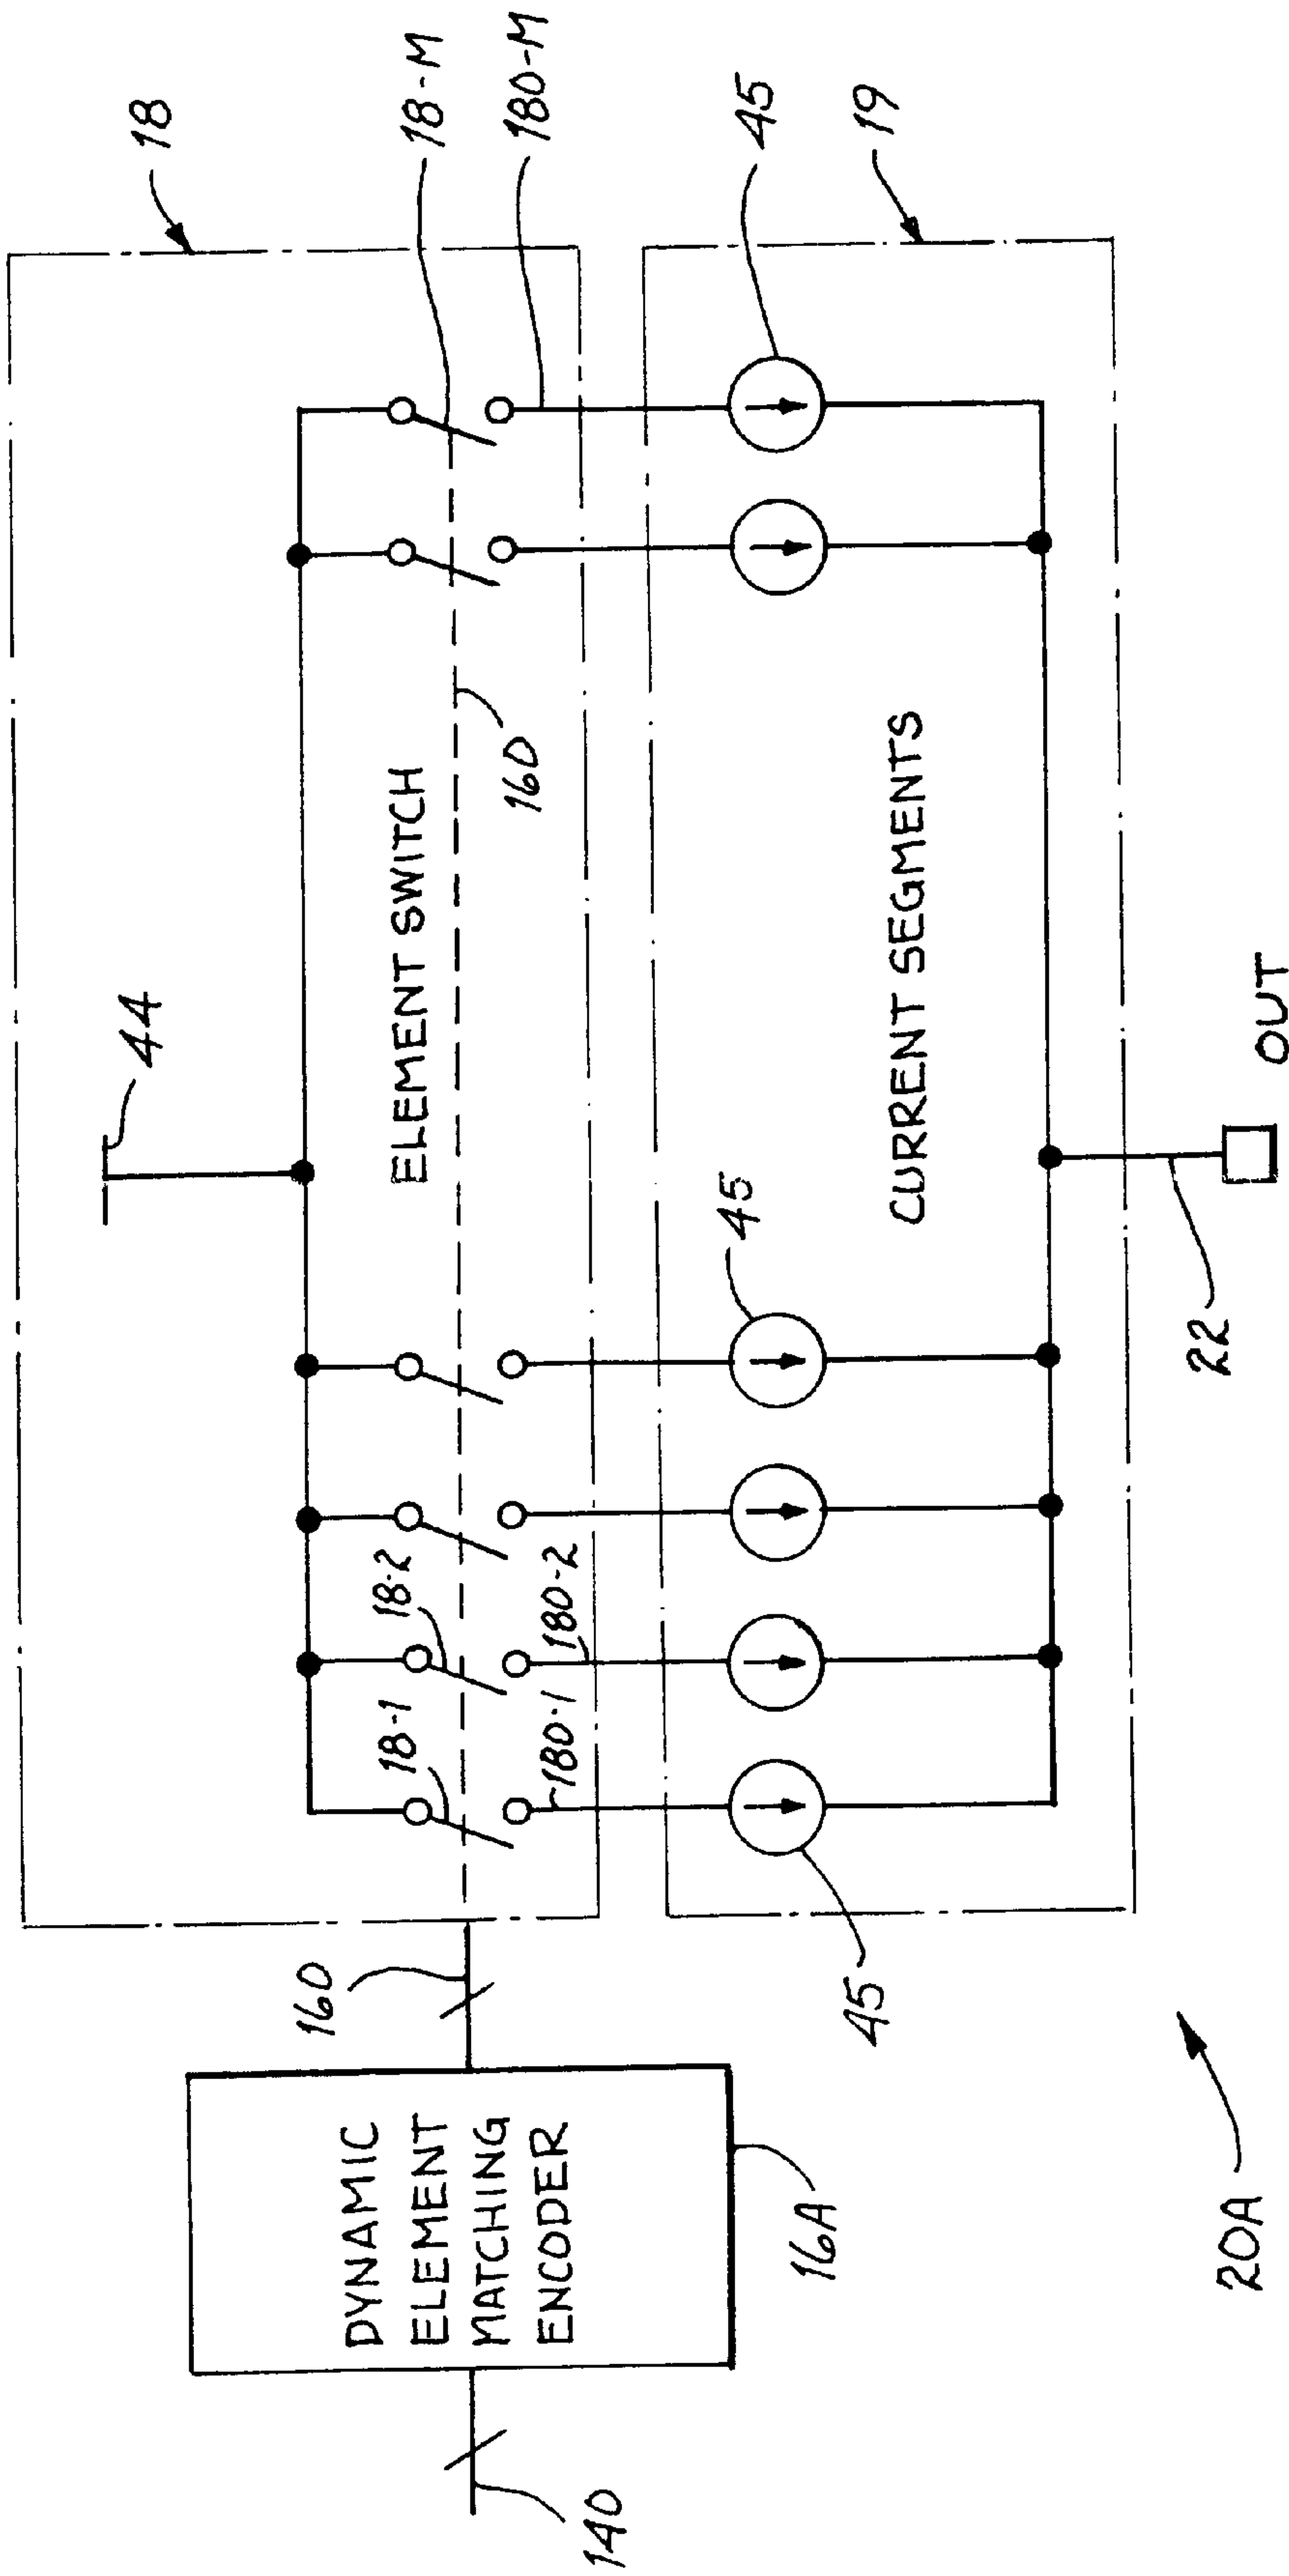 44
18
18-M
180-M
ELEMENT SWITCH
160
18-1
18-2
180-1
180-2
160
DYNAMIC
ELEMENT
MATCHING
ENCODER
140
16A
45
45
45
19
CURRENT SEGMENTS
22
OUT
20A